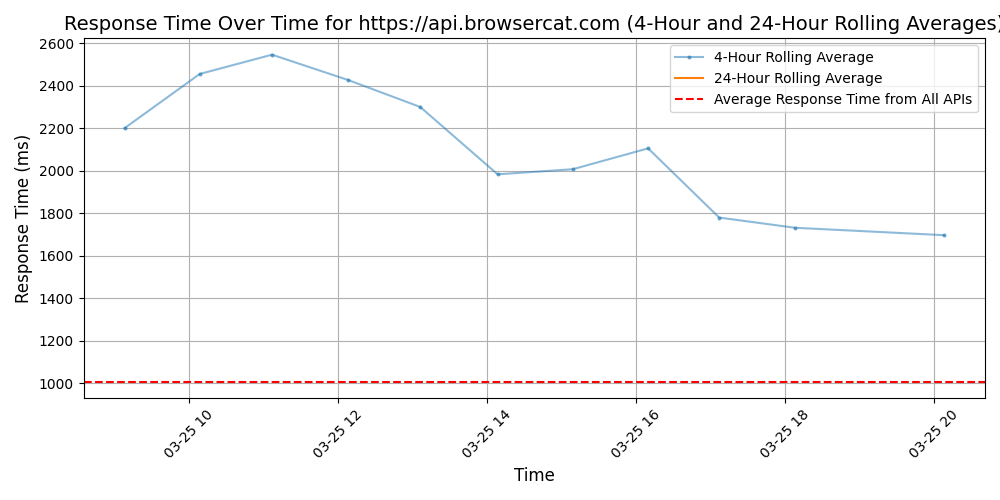 Response Time Over Time for https://api.browsercat.com (4-Hour and 24-Hour Rolling Averages)
4-Hour Rolling Average
24-Hour Rolling Average
Average Response Time from All APIs
Response Time (ms)
2600
2400
2200
2000
1800
1600
1400
1200
1000
03-25 10
03-25 12
03-25 14
03-25 16
03-25 18
03-25 20
Time